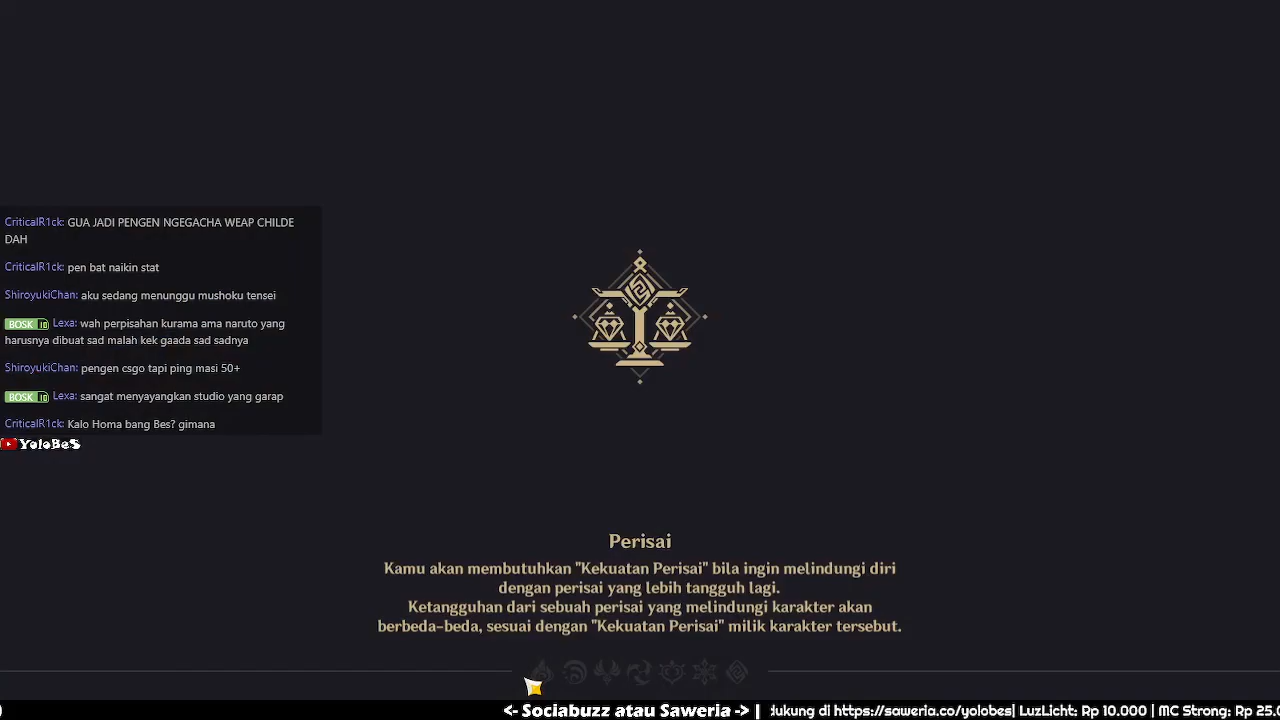 CriticalR1ck: GUA JADI PENGEN NGEGACHA WEAP CHILDE
DAH
CriticalR1ck: pen bat naikin stat
ShiroyukiChan: aku sedang menunggu mushoku tensei
BOSK Lexa: wah perpisahan kurama ama naruto yang
harusnya dibuat sad malah kek gaada sad sadnya
ShiroyukiChan: pengen csgo tapi ping masi 50+
BOSK Lexa: sangat menyayangkan studio yang garap
CriticalR1ck: Kalo Homa bang Bes? gimana
YoloBeS
Perisai
Kamu akan membutuhkan "Kekuatan Perisai" bila ingin melindungi diri
dengan perisai yang lebih tangguh lagi.
Ketangguhan dari sebuah perisai yang melindungi karakter akan
berbeda-beda, sesuai dengan "Kekuatan Perisai" milik karakter tersebut.
<- Sociabuzz atau Saweria -> | dukung di https://saweria.co/yolobes| LuzLicht: Rp 10.000 | MC Strong: Rp 25.0